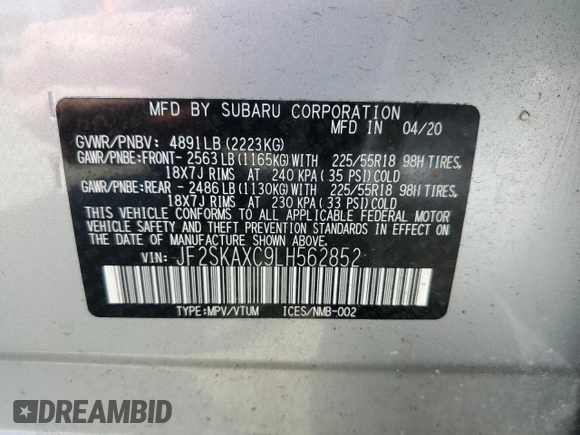 MFD BY SUBARU CORPORATION
MFD IN 04/20
GVWR/PNBV: 4891LB (2223KG)
GAWR/PNBE:FRONT- 2563LB (1165KG)WITH 225/55R18 98H TIRES,
18X7J RIMS AT 240 KPA (35 PSI)COLD
GAWR/PNBE:REAR - 2486LB (1130KG)WITH 225/55R18 98H TIRES,
18X7J RIMS AT 230 KPA (33 PSI)COLD
THIS VEHICLE CONFORMS TO ALL APPLICABLE FEDERAL MOTOR
VEHICLE SAFETY AND THEFT PREVENTION STANDARDS IN EFFECT
ON THE DATE OF MANUFACTURE SHOWN ABOVE.
VIN: JF2SKAXC9LH562852
TYPE:MPV/VTUM ICES/NMB-002
DREAMBID